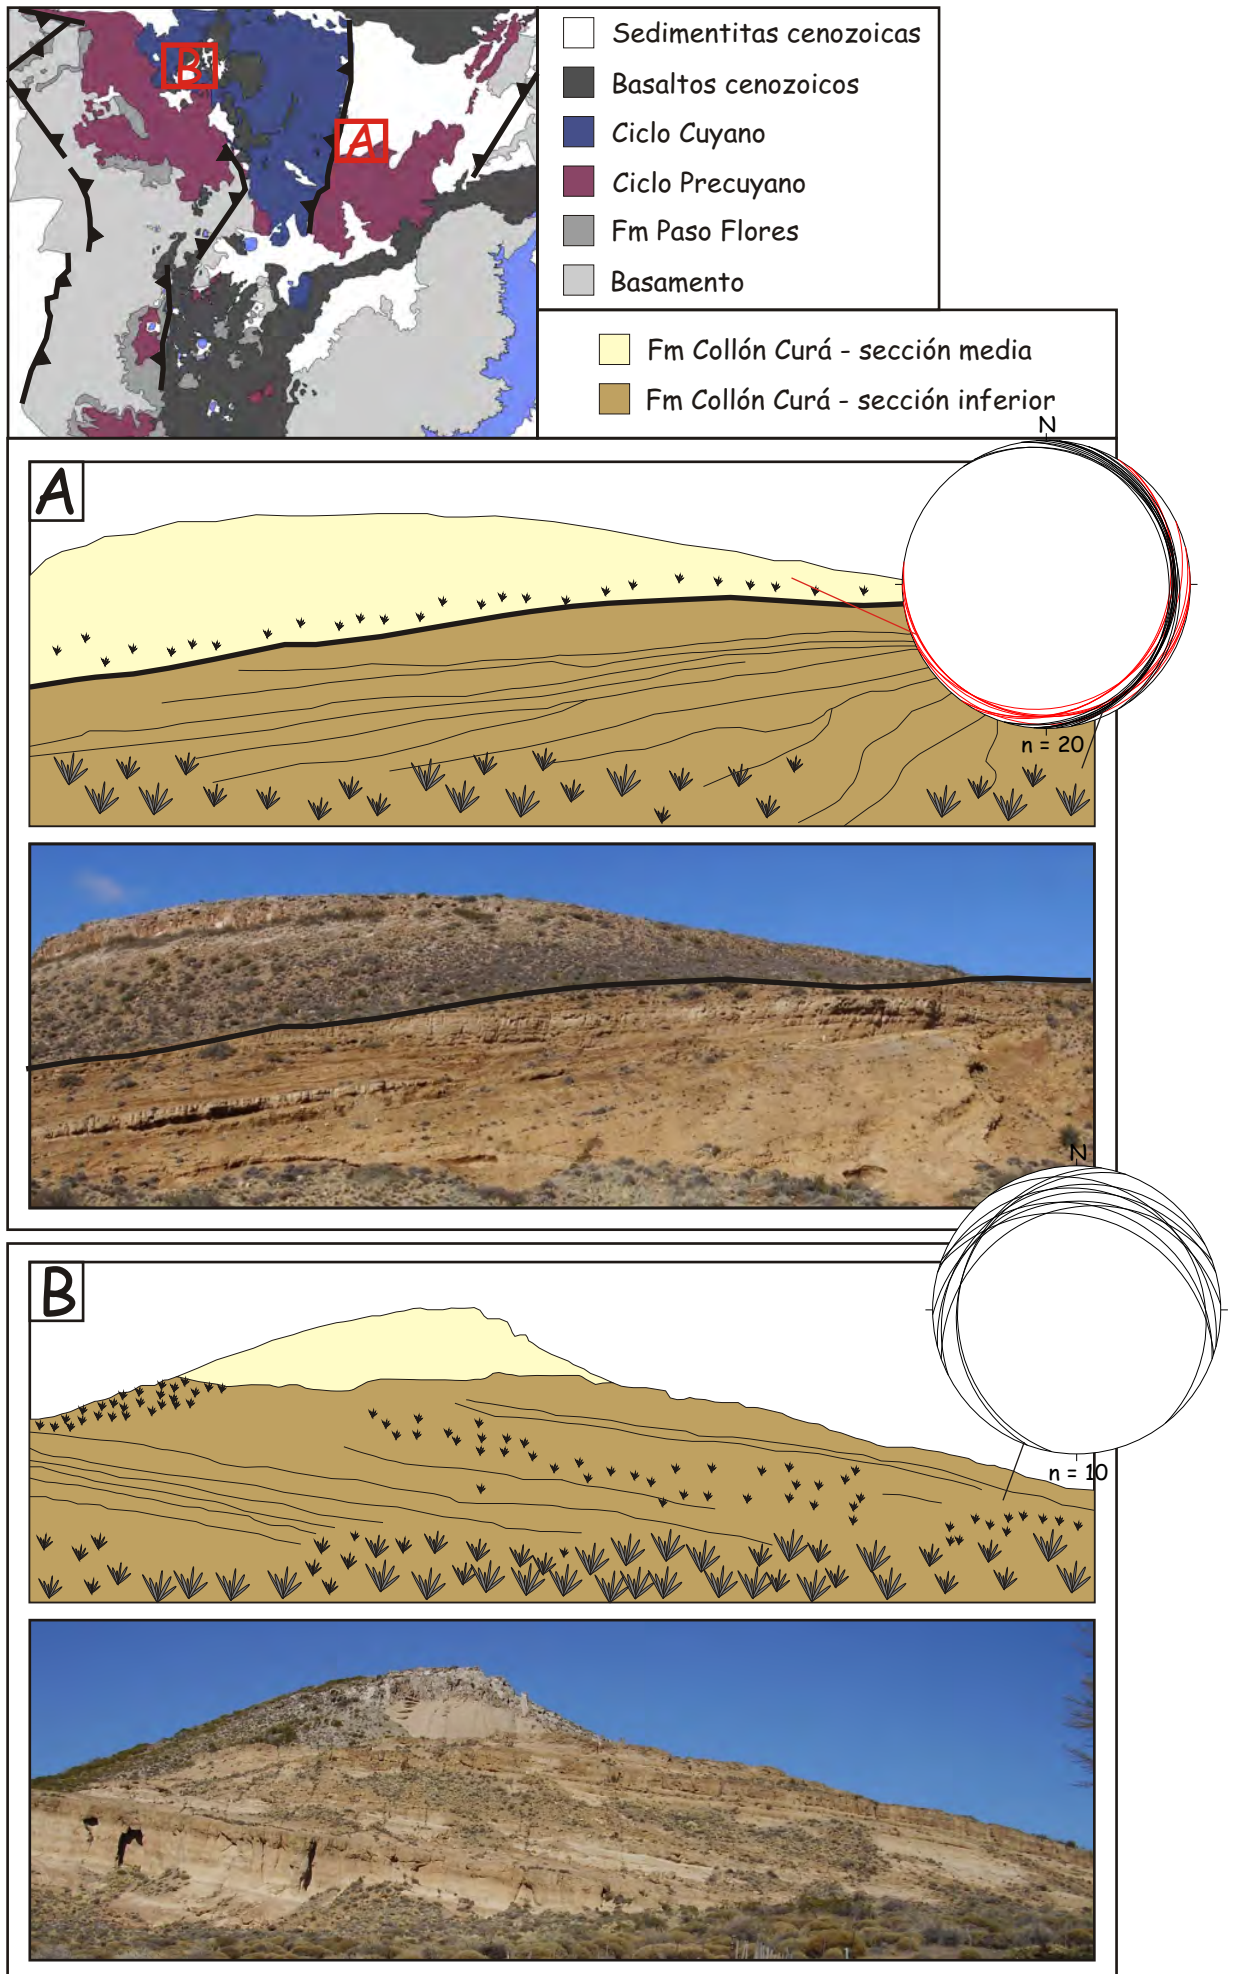 B
A
Sedimentitas cenozoicas
Basaltos cenozoicos
Ciclo Cuyano
Ciclo Precuyano
Fm Paso Flores
Basamento
Fm Collón Curá - sección media
Fm Collón Curá - sección inferior
N
A
n = 20
N
B
n = 10